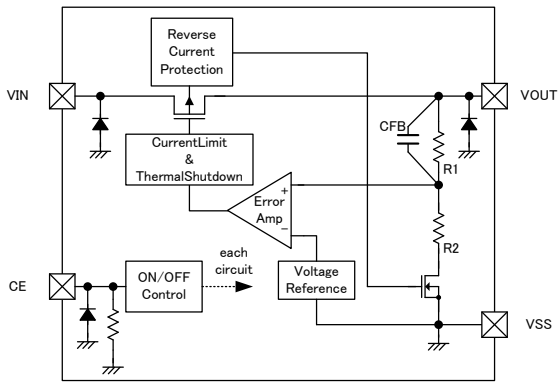 Reverse
Current
Protection
VIN
VOUT
CFB
R1
CurrentLimit
&
ThermalShutdown
+
Error
Amp
−
R2
each
circuit
CE
ON/OFF
Control
Voltage
Reference
VSS